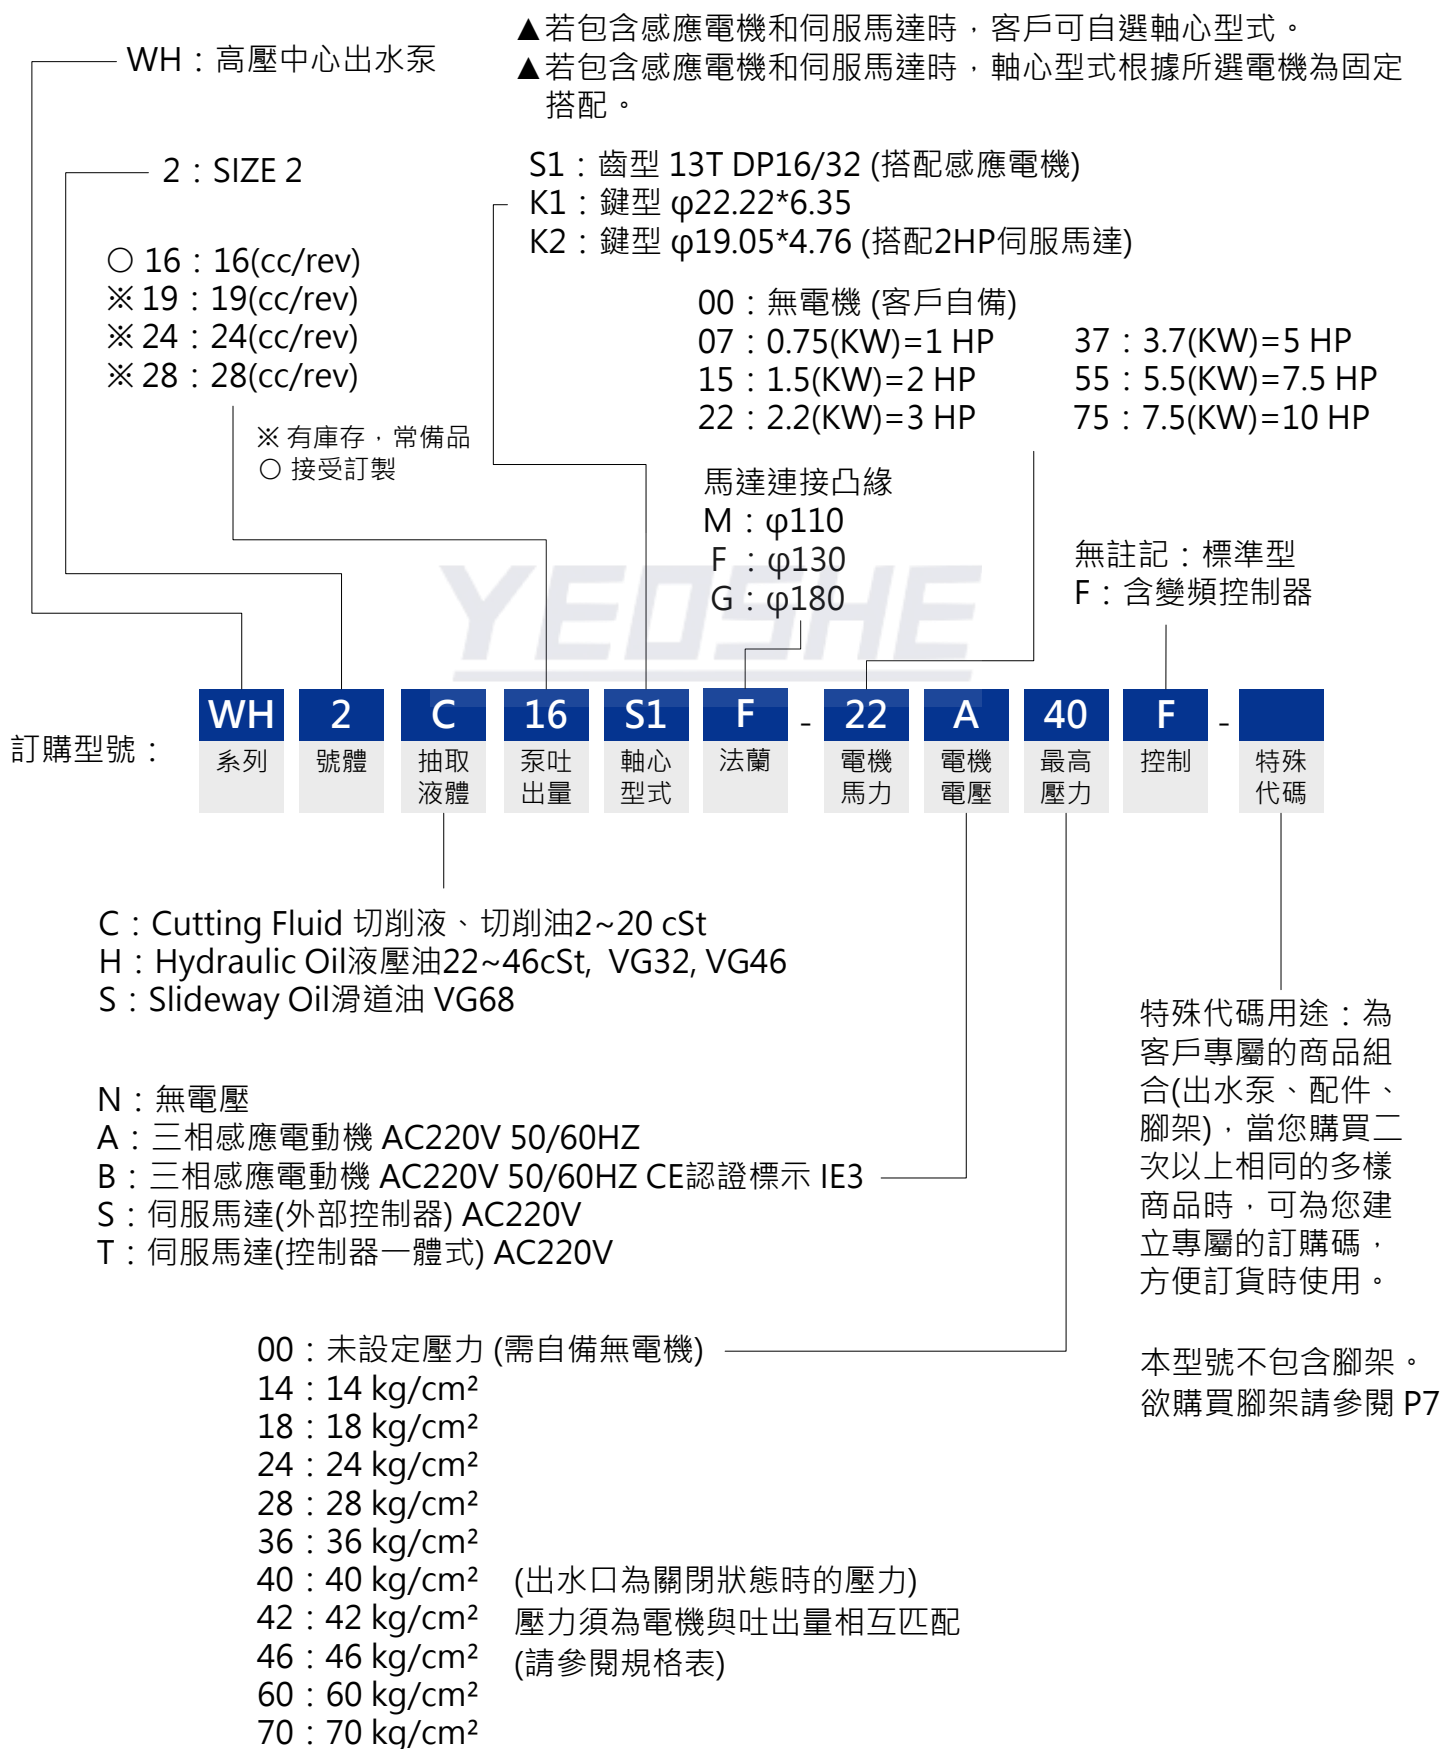 ▲若包含感應電機和伺服馬達時，客戶可自選軸心型式。
▲若包含感應電機和伺服馬達時，軸心型式根據所選電機為固定
搭配。
WH：高壓中心出水泵
2：SIZE 2
S1：齒型 13T DP16/32 (搭配感應電機)
K1：鍵型 φ22.22*6.35
K2：鍵型 φ19.05*4.76 (搭配2HP伺服馬達)
○ 16：16(cc/rev)
※ 19：19(cc/rev)
※ 24：24(cc/rev)
※ 28：28(cc/rev)
※ 有庫存，常備品
○ 接受訂製
00：無電機 (客戶自備)
07：0.75(KW)=1 HP
15：1.5(KW)=2 HP
22：2.2(KW)=3 HP
37：3.7(KW)=5 HP
55：5.5(KW)=7.5 HP
75：7.5(KW)=10 HP
馬達連接凸緣
M：φ110
F：φ130
G：φ180
無註記：標準型
F：含變頻控制器
YEOSHE
訂購型號：
WH 2 C 16 S1 F - 22 A 40 F -
系列 號體 抽取 泵吐 軸心 法蘭 電機 電機 最高 控制 特殊
液體 出量 型式 馬力 電壓 壓力 代碼
C：Cutting Fluid 切削液、切削油2~20 cSt
H：Hydraulic Oil液壓油22~46cSt, VG32, VG46
S：Slideway Oil滑道油 VG68
N：無電壓
A：三相感應電動機 AC220V 50/60HZ
B：三相感應電動機 AC220V 50/60HZ CE認證標示 IE3
S：伺服馬達(外部控制器) AC220V
T：伺服馬達(控制器一體式) AC220V
特殊代碼用途：為
客戶專屬的商品組
合(出水泵、配件、
腳架)，當您購買二
次以上相同的多樣
商品時，可為您建
立專屬的訂購碼，
方便訂貨時使用。
本型號不包含腳架。
欲購買腳架請參閱 P7
00：未設定壓力 (需自備無電機)
14：14 kg/cm²
18：18 kg/cm²
24：24 kg/cm²
28：28 kg/cm²
36：36 kg/cm²
40：40 kg/cm²
42：42 kg/cm²
46：46 kg/cm²
60：60 kg/cm²
70：70 kg/cm²
(出水口為關閉狀態時的壓力)
壓力須為電機與吐出量相互匹配
(請參閱規格表)